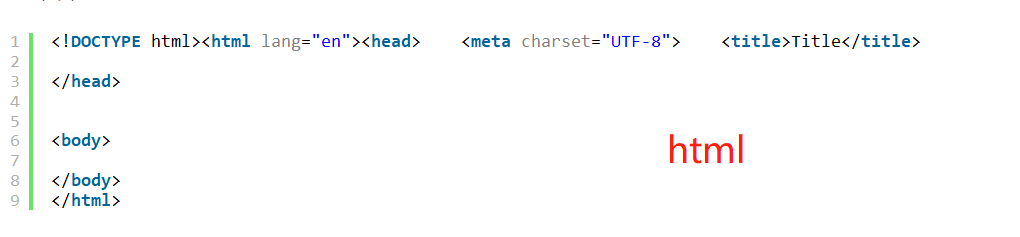 1 <!DOCTYPE html><html lang="en"><head>    <meta charset="UTF-8">    <title>Title</title>
2
3 </head>
4
5
6 <body>
html
7
8 </body>
9 </html>